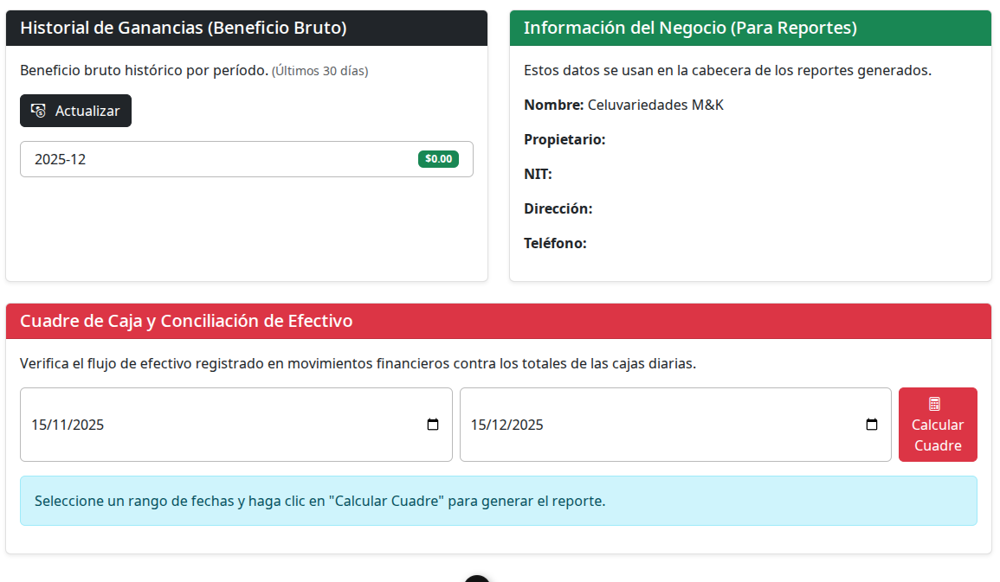 Historial de Ganancias (Beneficio Bruto)
Beneficio bruto histórico por período. (Últimos 30 días)
Actualizar
2025-12 $0.00
Información del Negocio (Para Reportes)
Estos datos se usan en la cabecera de los reportes generados.
Nombre: Celuvariedades M&K
Propietario:
NIT:
Dirección:
Teléfono:
Cuadre de Caja y Conciliación de Efectivo
Verifica el flujo de efectivo registrado en movimientos financieros contra los totales de las cajas diarias.
15/11/2025
15/12/2025
Calcular
Cuadre
Seleccione un rango de fechas y haga clic en "Calcular Cuadre" para generar el reporte.